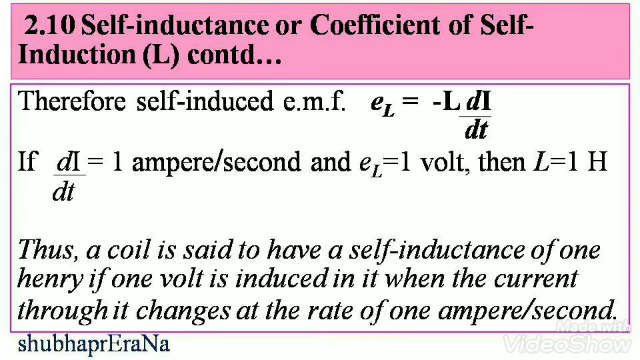 2.10 Self-inductance or Coefficient of Self-
Induction (L) contd...
Therefore self-induced e.m.f. eL = -L dI
dt
If dI = 1 ampere/second and eL=1 volt, then L=1 H
dt
Thus, a coil is said to have a self-inductance of one
henry if one volt is induced in it when the current
through it changes at the rate of one ampere/second.
shubhaprEraNa
Made with
VideoShow